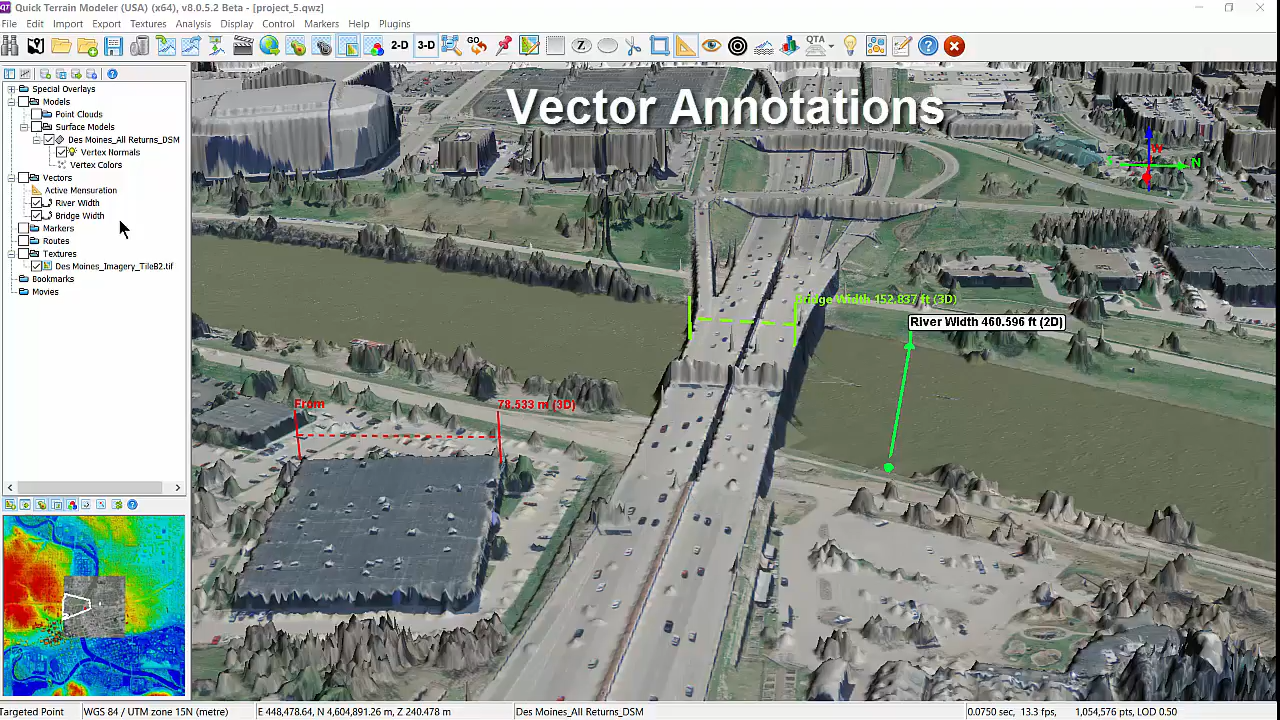 Quick Terrain Modeler (USA) (x64), v8.0.5.2 Beta - [project_5.qwz]
File Edit Import Export Textures Analysis Display Control Markers Help Plugins
2-D 3-D GO QTA
Special Overlays
Models
Point Clouds
Surface Models
Des Moines_All Returns_DSM
Vertex Normals
Vertex Colors
Vectors
Active Mensuration
River Width
Bridge Width
Markers
Routes
Textures
Des Moines_Imagery_TileB2.tif
Bookmarks
Movies
Vector Annotations
W
N
Bridge Width 152.837 ft (3D)
River Width 460.596 ft (2D)
From
78.533 m (3D)
Targeted Point WGS 84 / UTM zone 15N (metre) E 448,478.64, N 4,604,891.26, Z 240.478 m Des Moines_All Returns_DSM 0.0750 sec, 13.3 fps, 1,054,576 pts, LOD 0.50